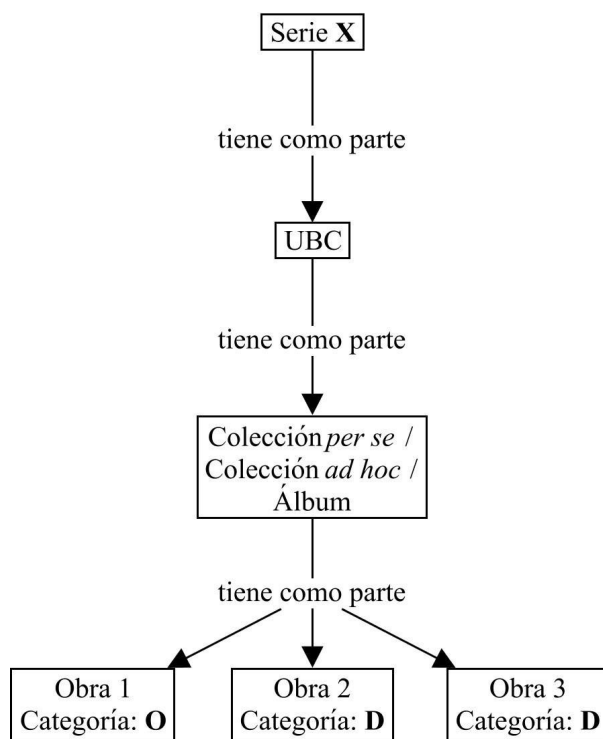 Serie X
tiene como parte
UBC
tiene como parte
Colección per se /
Colección ad hoc /
Álbum
tiene como parte
Obra 1
Categoría: O
Obra 2
Categoría: D
Obra 3
Categoría: D